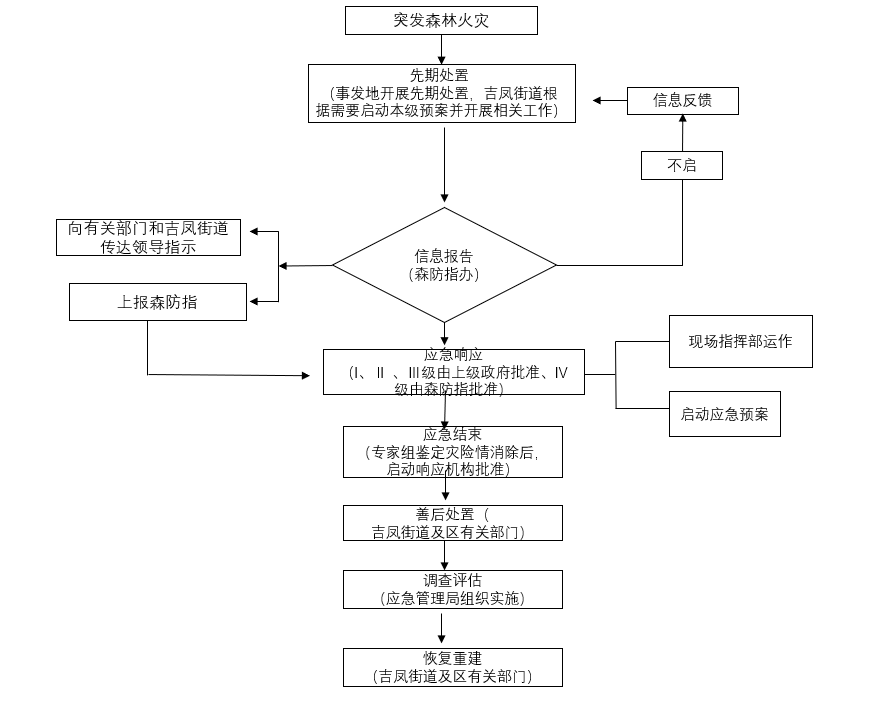 突发森林火灾
先期处置
（事发地开展先期处置，吉凤街道根
据需要启动本级预案并开展相关工作）
信息反馈
不启
向有关部门和吉凤街道
传达领导指示
信息报告
（森防指办）
上报森防指
现场指挥部运作
应急响应
（Ⅰ、Ⅱ 、Ⅲ级由上级政府批准、Ⅳ
级由森防指批准）
启动应急预案
应急结束
（专家组鉴定灾险情消除后，
启动响应机构批准）
善后处置（
吉凤街道及区有关部门）
调查评估
（应急管理局组织实施）
恢复重建
（吉凤街道及区有关部门）